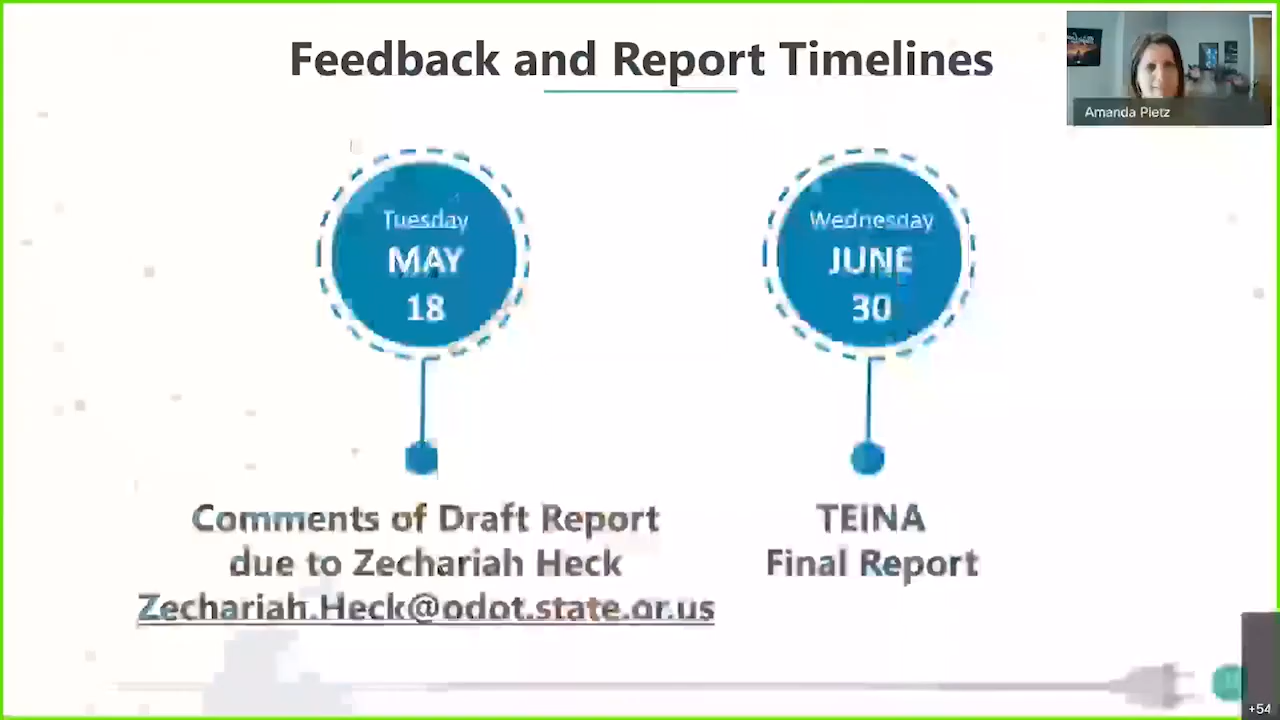 Feedback and Report Timelines
Amanda Pietz
Tuesday
MAY
18
Wednesday
JUNE
30
Comments of Draft Report
due to Zechariah Heck
Zechariah.Heck@odot.state.or.us
TEINA
Final Report
+54